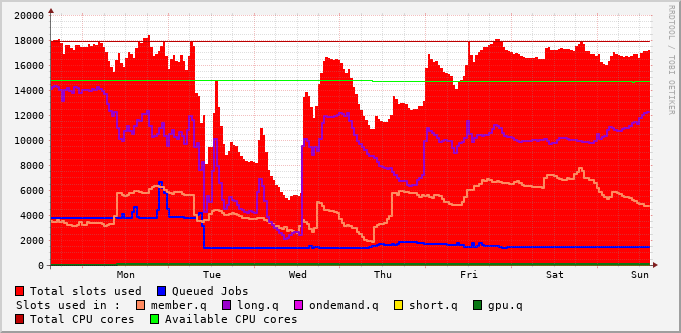 RRDTOOL / TOBI OETIKER
20000
18000
16000
14000
12000
10000
8000
6000
4000
2000
0
Mon Tue Wed Thu Fri Sat Sun
Total slots used Queued Jobs
Slots used in : member.q long.q ondemand.q short.q gpu.q
Total CPU cores Available CPU cores